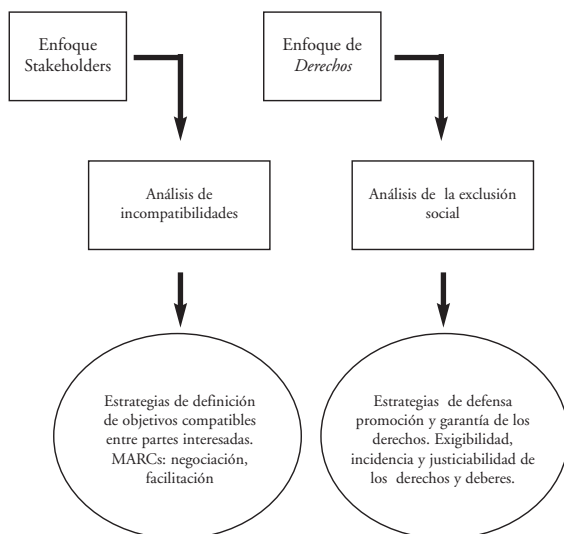 Enfoque
Stakeholders
Enfoque de
Derechos
Análisis de
incompatibilidades
Análisis de  la exclusión
social
Estrategias de definición
de objetivos compatibles
entre partes interesadas.
MARCs: negociación,
facilitación
Estrategias  de defensa
promoción y garantía de los
derechos. Exigibilidad,
incidencia y justiciabilidad de
los  derechos y deberes.